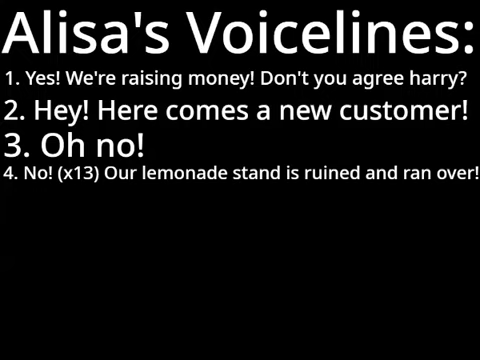 Alisa's Voicelines:
1. Yes! We're raising money! Don't you agree harry?
2. Hey! Here comes a new customer!
3. Oh no!
4. No! (x13) Our lemonade stand is ruined and ran over!